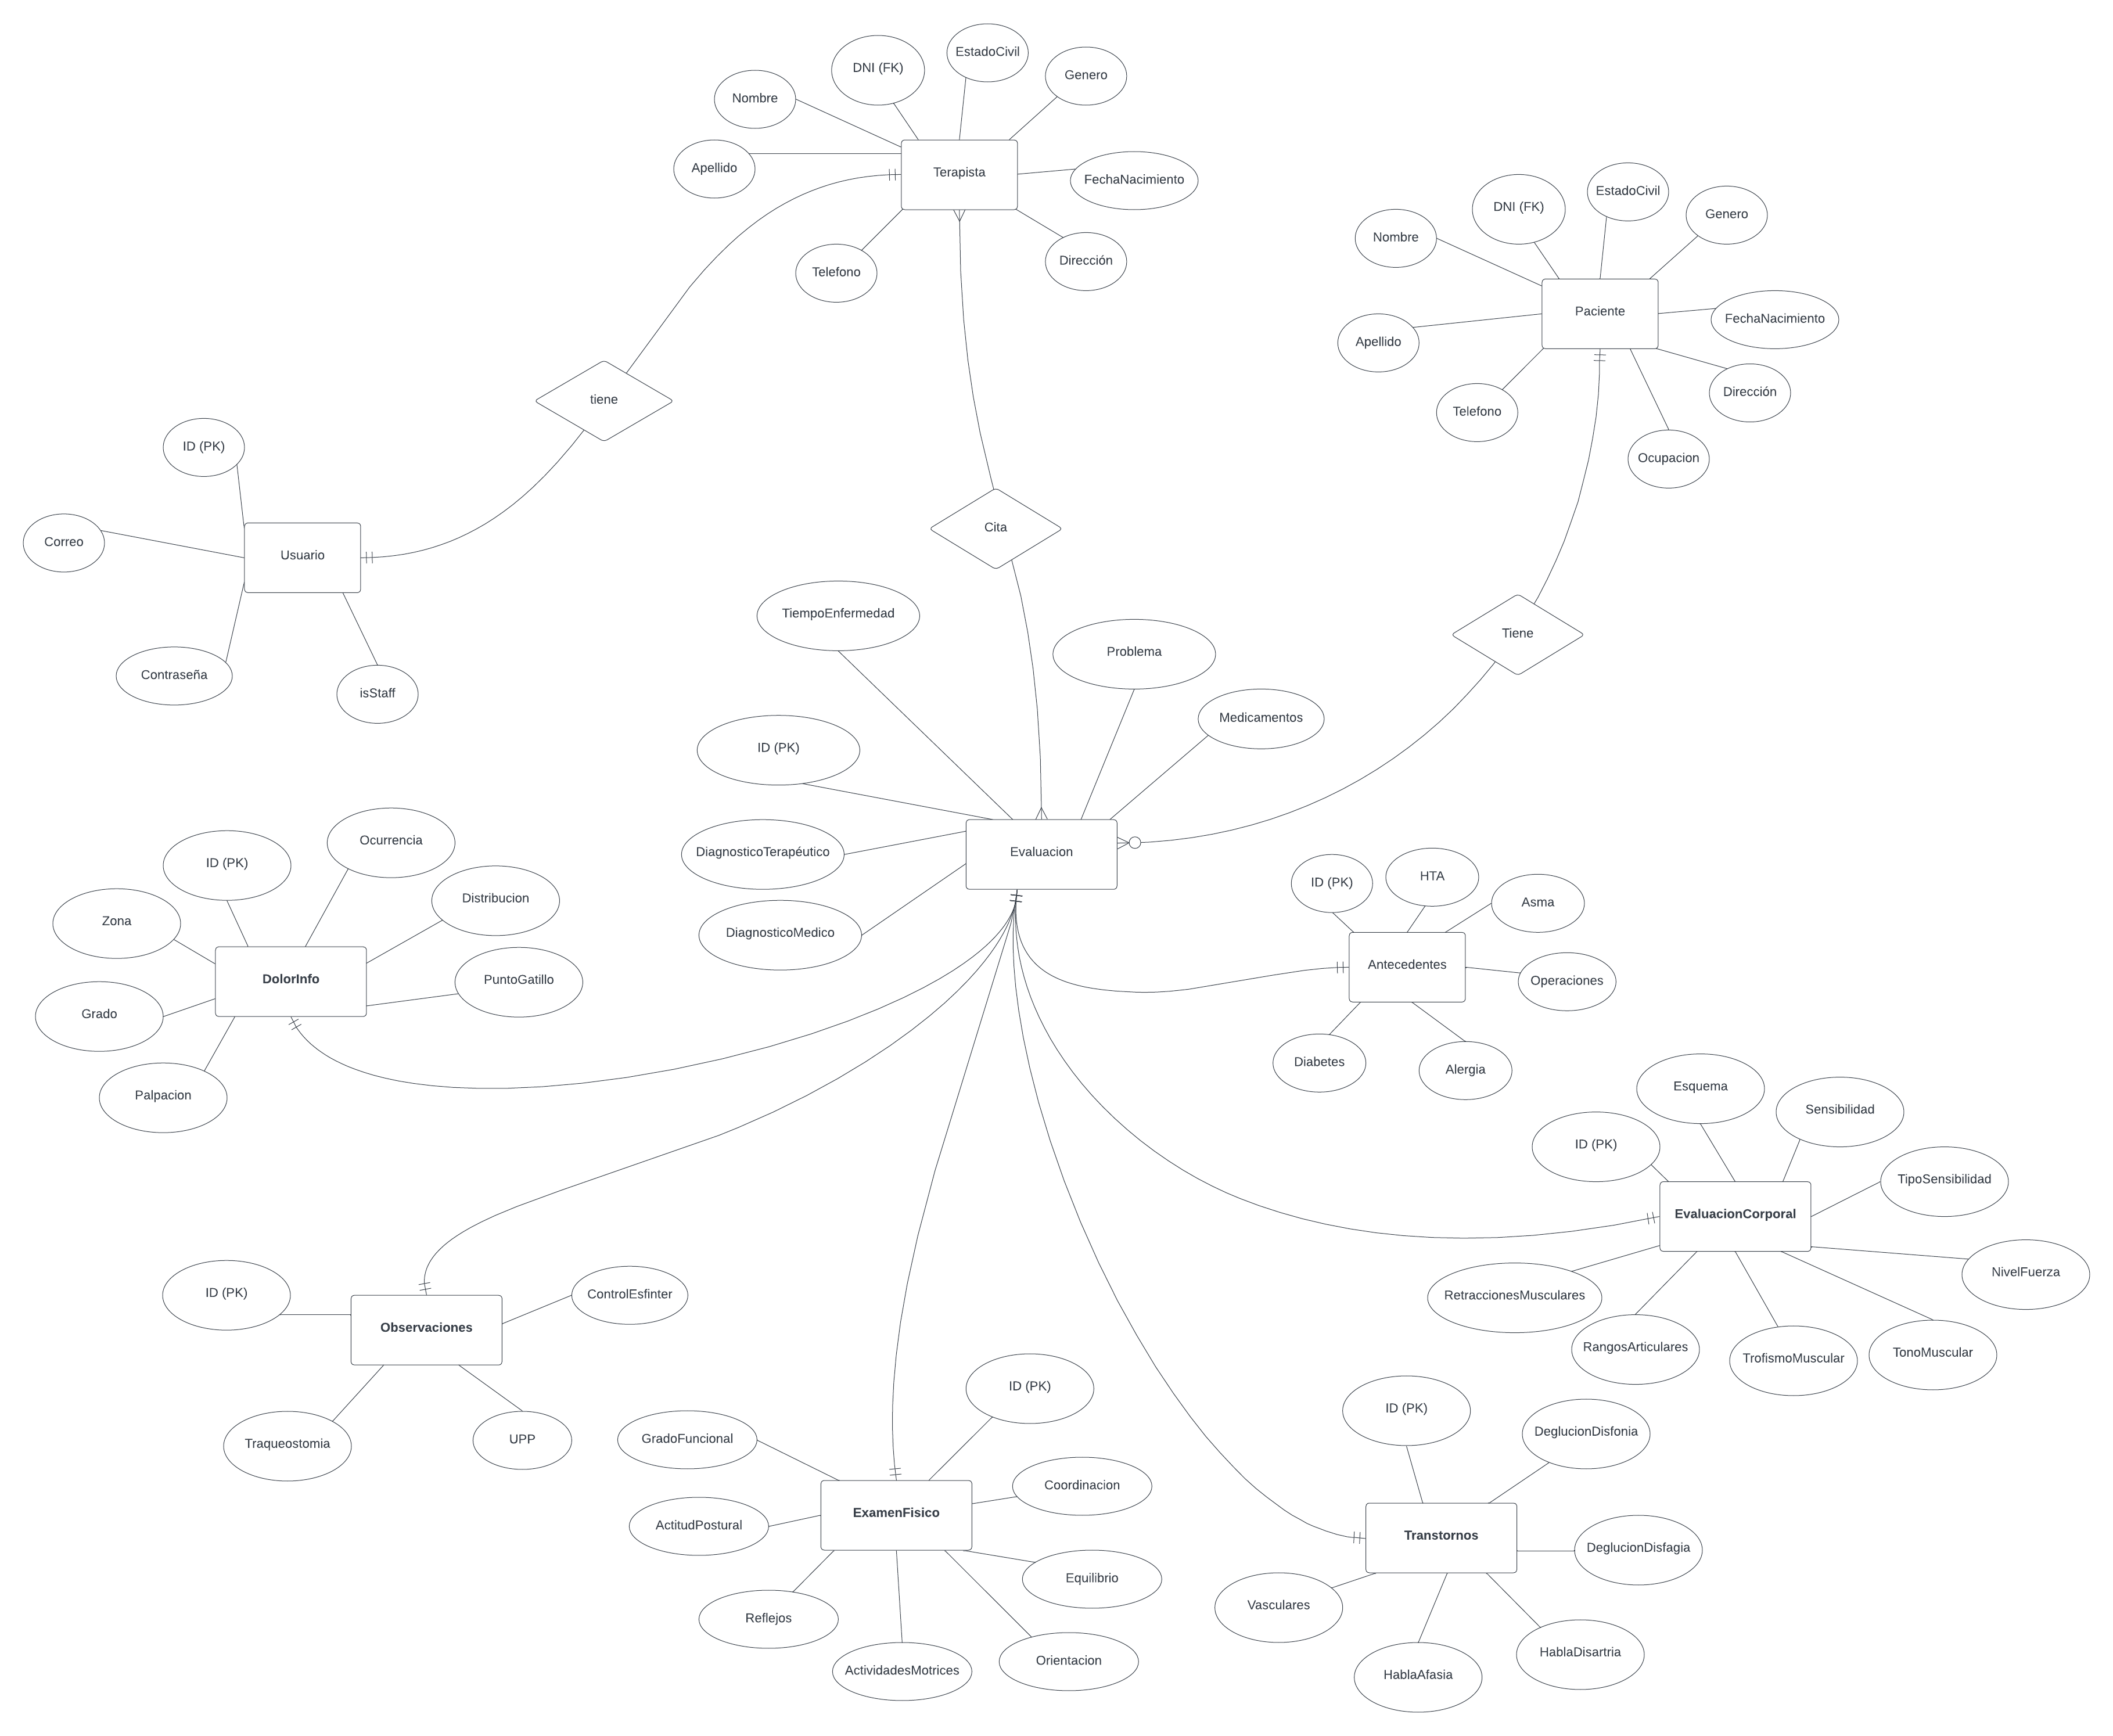 EstadoCivil
DNI (FK)
Genero
Nombre
Apellido
Terapista
FechaNacimiento
Telefono
Dirección
EstadoCivil
DNI (FK)
Genero
Nombre
Paciente
FechaNacimiento
Apellido
Dirección
Telefono
Ocupacion
tiene
ID (PK)
Correo
Usuario
Contraseña
isStaff
Cita
Tiene
TiempoEnfermedad
Problema
Medicamentos
ID (PK)
DiagnosticoTerapéutico
Evaluacion
DiagnosticoMedico
Ocurrencia
ID (PK)
Distribucion
Zona
DolorInfo
PuntoGatillo
Grado
Palpacion
ID (PK)
HTA
Asma
Antecedentes
Operaciones
Diabetes
Alergia
Esquema
Sensibilidad
ID (PK)
TipoSensibilidad
EvaluacionCorporal
NivelFuerza
RetraccionesMusculares
RangosArticulares
TrofismoMuscular
TonoMuscular
ID (PK)
ControlEsfinter
Observaciones
Traqueostomia
UPP
ID (PK)
GradoFuncional
Coordinacion
ActitudPostural
ExamenFisico
Equilibrio
Reflejos
Orientacion
ActividadesMotrices
ID (PK)
DeglucionDisfonia
Transtornos
DeglucionDisfagia
Vasculares
HablaDisartria
HablaAfasia